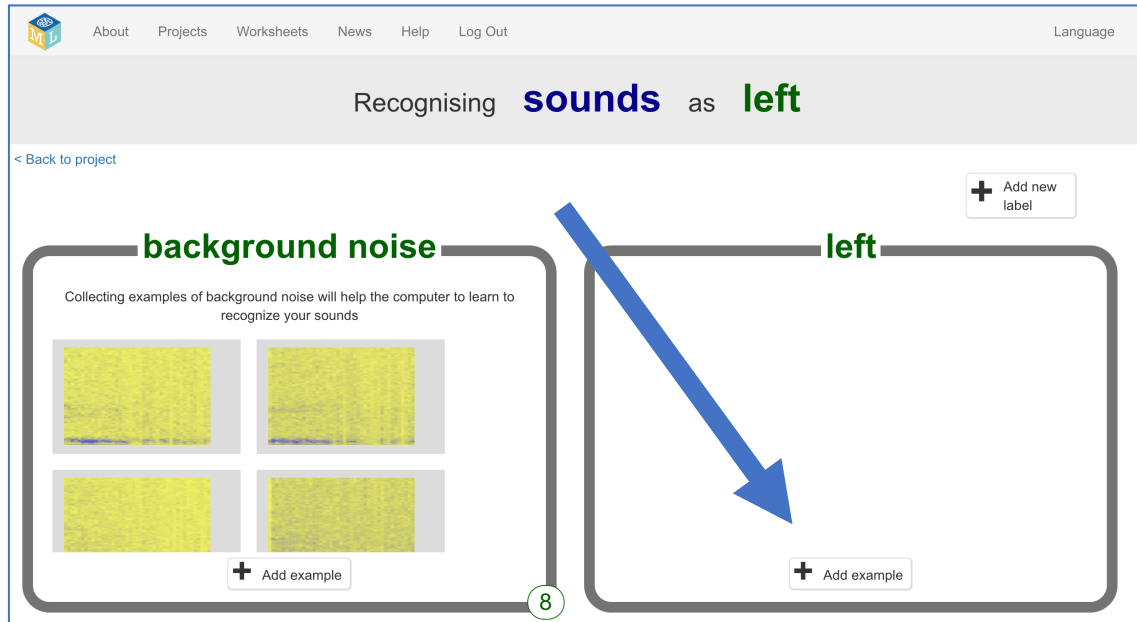 M L
About Projects Worksheets News Help Log Out Language
Recognising sounds as left
< Back to project
Add new
label
background noise
Collecting examples of background noise will help the computer to learn to
recognize your sounds
Add example
8
left
Add example